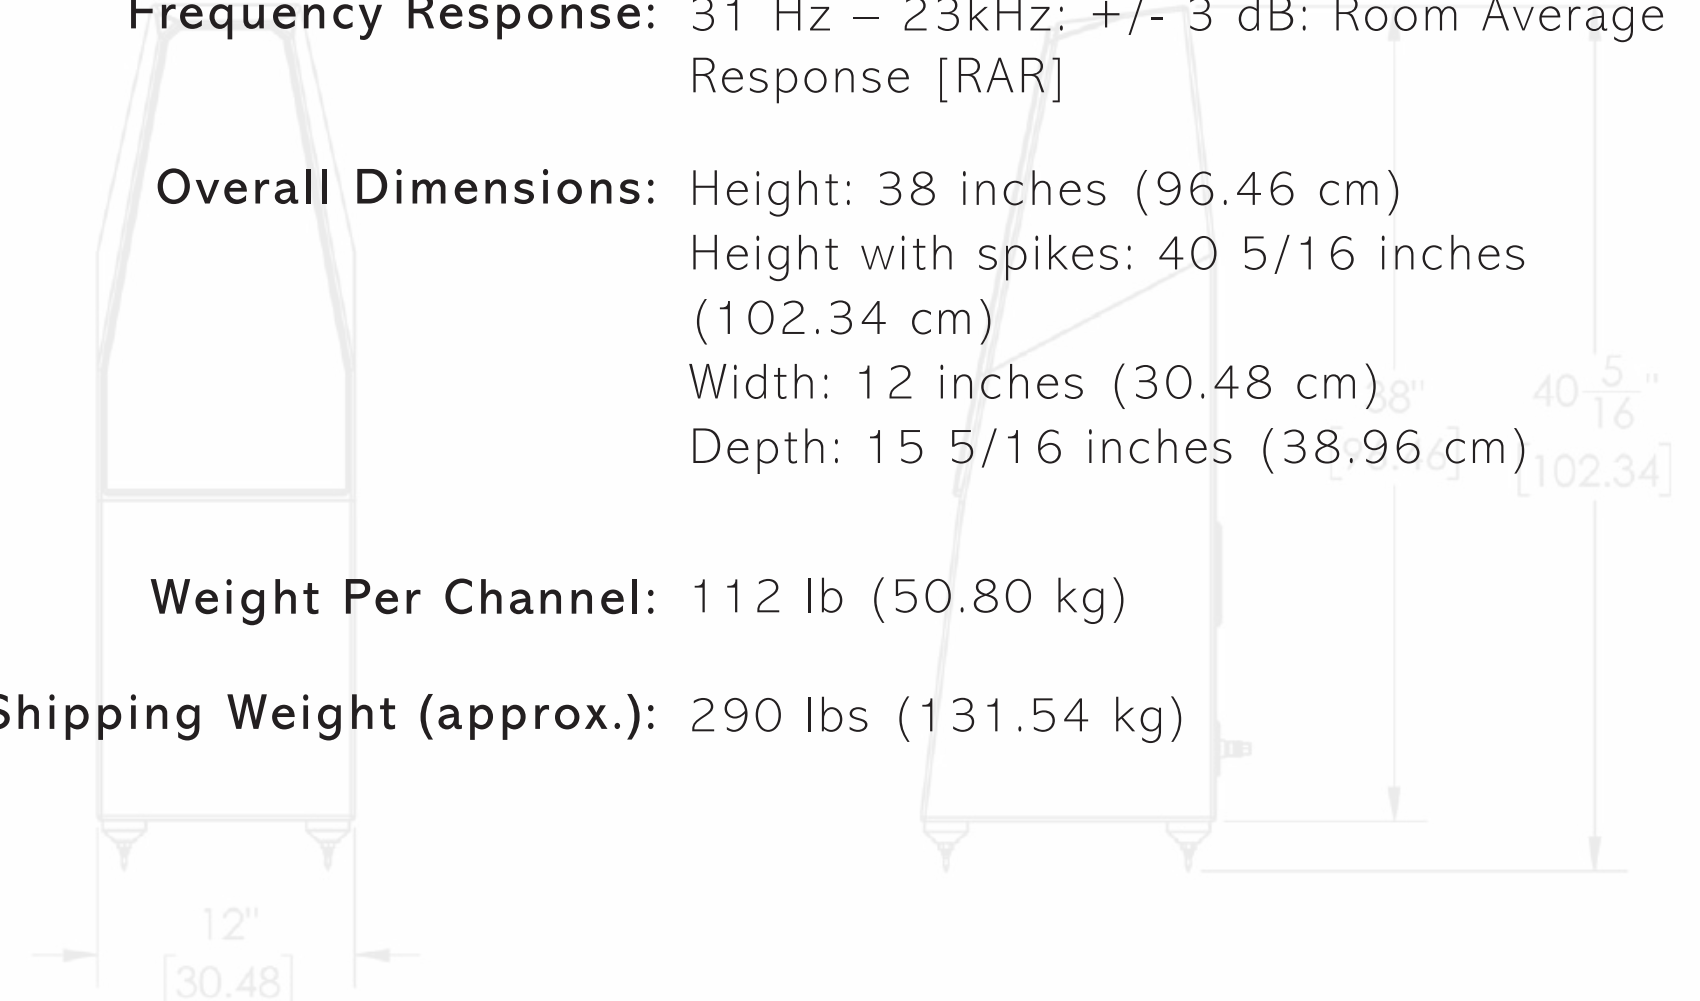 Frequency Response: 31 Hz – 23kHz: +/- 3 dB: Room Average
Response [RAR]
Overall Dimensions: Height: 38 inches (96.46 cm)
Height with spikes: 40 5/16 inches
(102.34 cm)
Width: 12 inches (30.48 cm)
Depth: 15 5/16 inches (38.96 cm)
38"
40 5/16"
[102.34]
Weight Per Channel: 112 lb (50.80 kg)
Shipping Weight (approx.): 290 lbs (131.54 kg)
12"
[30.48]